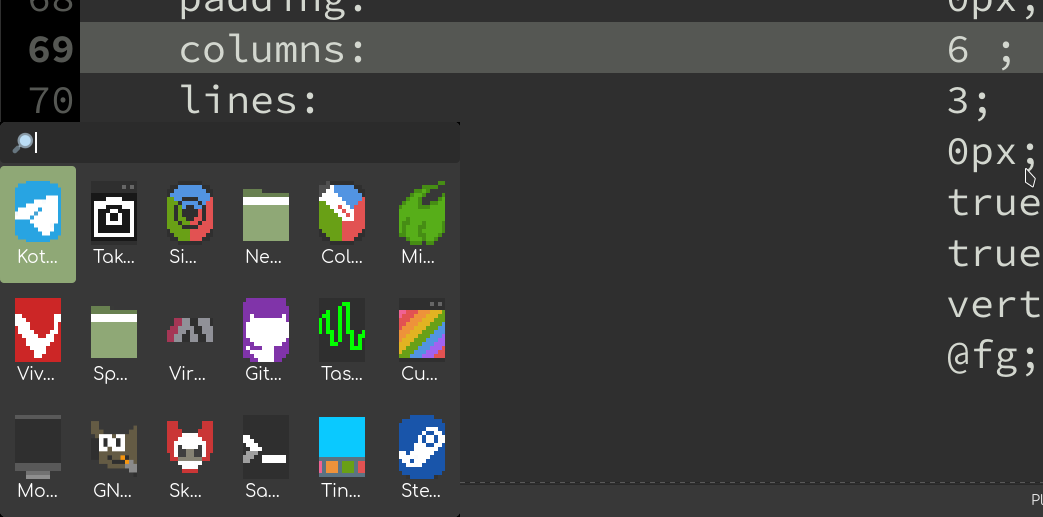 68 padding: 0px;
69 columns: 6 ;
70 lines: 3;
0px;
true
true
vert
@fg;
Kot... Tak... Si... Ne... Col... Mi...
Viv... Sp... Vir... Git... Tas... Cu...
Mo... GN... Sk... Sa... Tin... Ste...
Pl